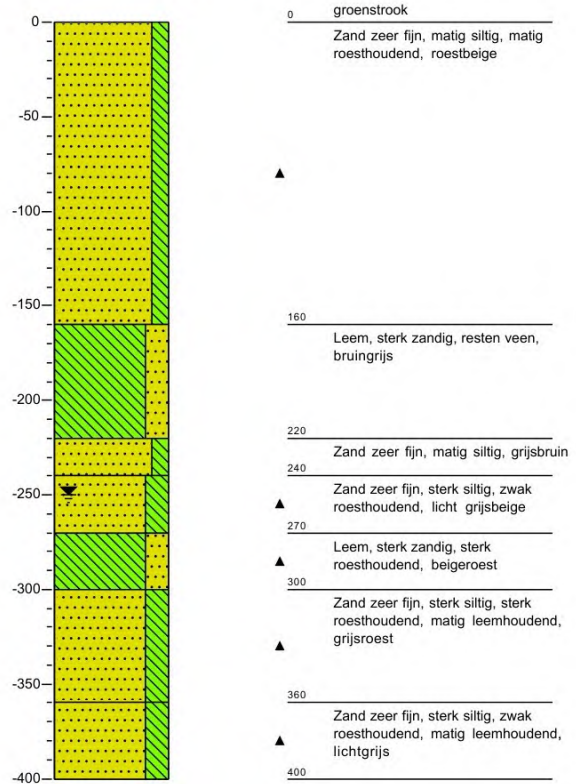 0
-50
-100
-150
-200
-250
-300
-350
-400
0
groenstrook
Zand zeer fijn, matig siltig, matig
roesthoudend, roestbeige
160
Leem, sterk zandig, resten veen,
bruingrijs
220
Zand zeer fijn, matig siltig, grijsbruin
240
Zand zeer fijn, sterk siltig, zwak
roesthoudend, licht grijsbeige
270
Leem, sterk zandig, sterk
roesthoudend, beigeroest
300
Zand zeer fijn, sterk siltig, sterk
roesthoudend, matig leemhoudend,
grijsroest
360
Zand zeer fijn, sterk siltig, zwak
roesthoudend, matig leemhoudend,
lichtgrijs
400